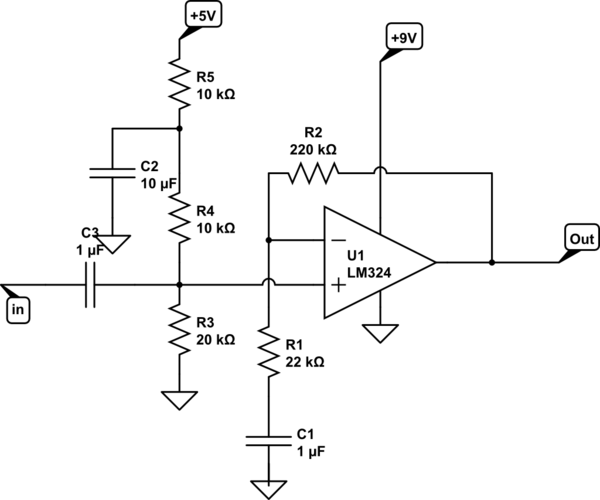 +5V
R5
10 kΩ
+9V
R2
220 kΩ
C2
10 µF
R4
10 kΩ
C3
1 µF
−
U1
LM324
+
Out
in
R3
20 kΩ
R1
22 kΩ
C1
1 µF